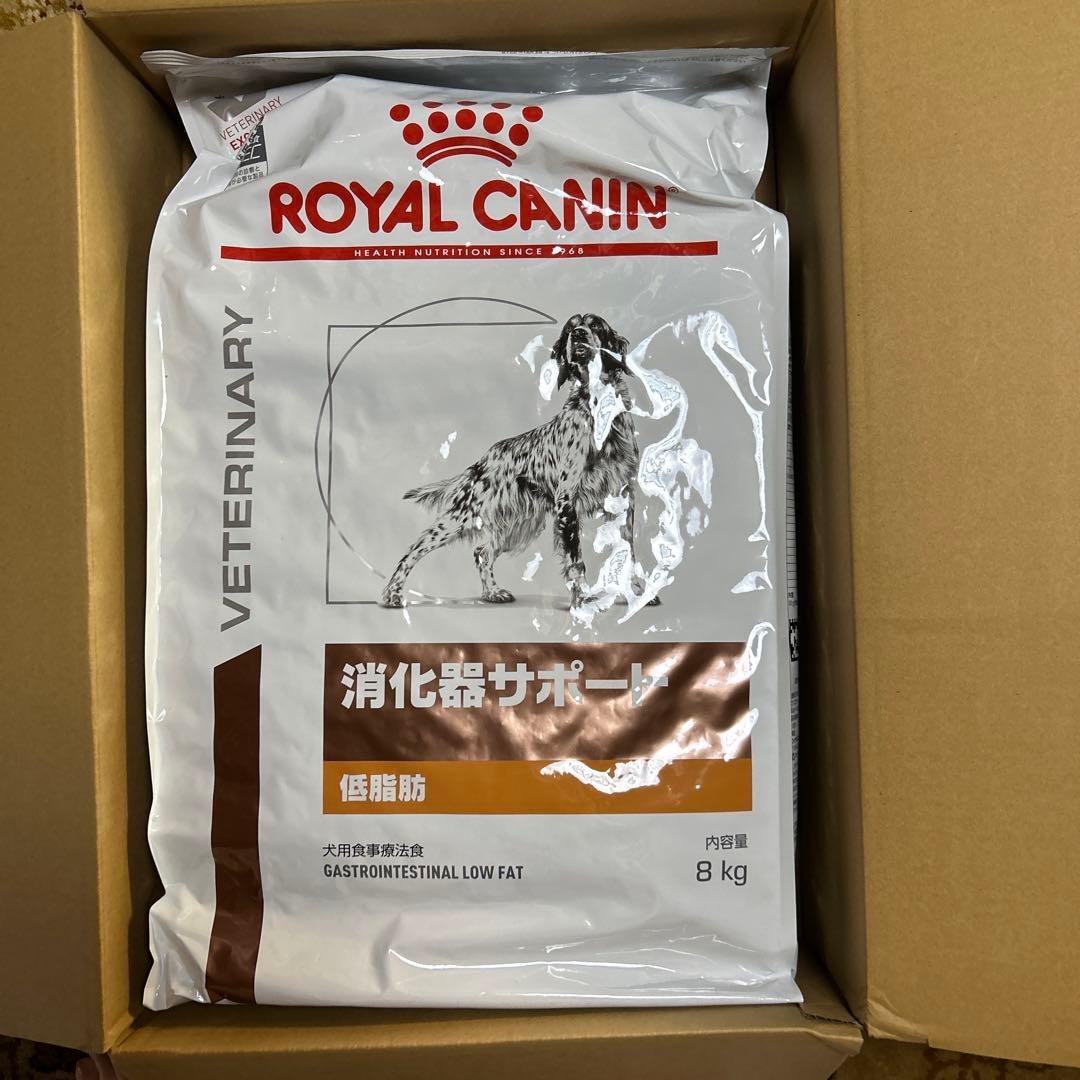 VETERINARY
ROYAL CANIN®
HEALTH NUTRITION SINCE 1968
VETERINARY
消化器サポート
低脂肪
犬用食事療法食
GASTROINTESTINAL LOW FAT
内容量
8 kg